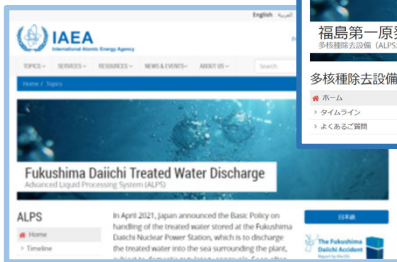 English العربية
IAEA
International Atomic Energy Agency
TOPICS SERVICES RESOURCES NEWS & EVENTS ABOUT US Search
Home / Topics
Fukushima Daiichi Treated Water Discharge
Advanced Liquid Processing System (ALPS)
ALPS
Home
Timeline
In April 2021, Japan announced the Basic Policy on
handling of the treated water stored at the Fukushima
Daiichi Nuclear Power Station, which is to discharge
the treated water into the sea surrounding the plant,
日本語
The Fukushima
Daiichi Accident
福島第一原
多核種除去設備 (ALPS
多核種除去設備
ホーム
タイムライン
よくあるご質問